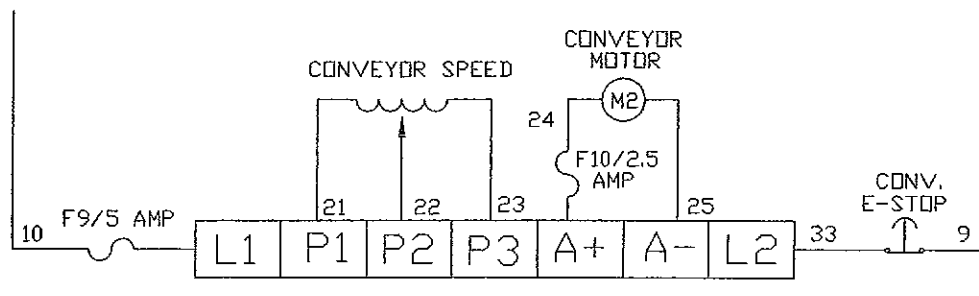 CONVEYOR SPEED
CONVEYOR
MOTOR
M2
24
F10/2.5
AMP
CONV.
E-STOP
10
F9/5 AMP
21
22
23
25
33
9
L1 P1 P2 P3 A+ A- L2